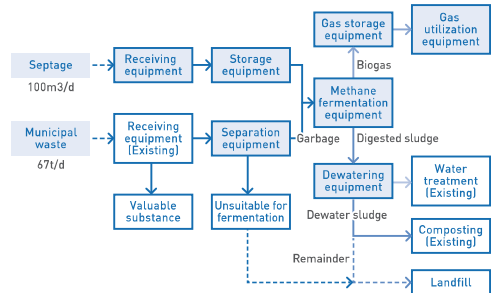 Gas storage
equipment
Gas
utilization
equipment
Biogas
Septage
100m3/d
Receiving
equipment
Storage
equipment
Methane
fermentation
equipment
Municipal
waste
67t/d
Receiving
equipment
(Existing)
Separation
equipment
Garbage
Digested sludge
Dewatering
equipment
Water
treatment
(Existing)
Valuable
substance
Unsuitable for
fermentation
Dewater sludge
Composting
(Existing)
Remainder
Landfill